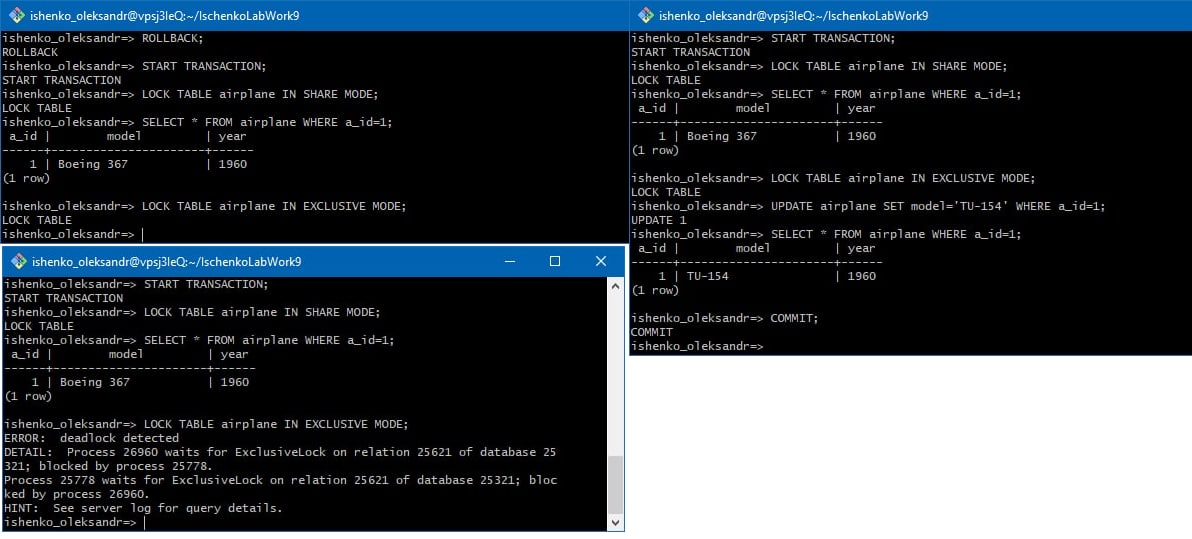 ishenko_oleksandr@vpsj3leQ:~/IschenkoLabWork9
ishenko_oleksandr=> ROLLBACK;
ROLLBACK
ishenko_oleksandr=> START TRANSACTION;
START TRANSACTION
ishenko_oleksandr=> LOCK TABLE airplane IN SHARE MODE;
LOCK TABLE
ishenko_oleksandr=> SELECT * FROM airplane WHERE a_id=1;
 a_id |        model          | year
------+-----------------------+------
    1 | Boeing 367            | 1960
(1 row)
ishenko_oleksandr=> LOCK TABLE airplane IN EXCLUSIVE MODE;
LOCK TABLE
ishenko_oleksandr=>
ishenko_oleksandr@vpsj3leQ:~/IschenkoLabWork9
ishenko_oleksandr=> START TRANSACTION;
START TRANSACTION
ishenko_oleksandr=> LOCK TABLE airplane IN SHARE MODE;
LOCK TABLE
ishenko_oleksandr=> SELECT * FROM airplane WHERE a_id=1;
 a_id |        model          | year
------+-----------------------+------
    1 | Boeing 367            | 1960
(1 row)
ishenko_oleksandr=> LOCK TABLE airplane IN EXCLUSIVE MODE;
LOCK TABLE
ishenko_oleksandr=> UPDATE airplane SET model='TU-154' WHERE a_id=1;
UPDATE 1
ishenko_oleksandr=> SELECT * FROM airplane WHERE a_id=1;
 a_id |        model          | year
------+-----------------------+------
    1 | TU-154                | 1960
(1 row)
ishenko_oleksandr=> COMMIT;
COMMIT
ishenko_oleksandr=>
ishenko_oleksandr@vpsj3leQ:~/IschenkoLabWork9
ishenko_oleksandr=> START TRANSACTION;
START TRANSACTION
ishenko_oleksandr=> LOCK TABLE airplane IN SHARE MODE;
LOCK TABLE
ishenko_oleksandr=> SELECT * FROM airplane WHERE a_id=1;
 a_id |        model          | year
------+-----------------------+------
    1 | Boeing 367            | 1960
(1 row)
ishenko_oleksandr=> LOCK TABLE airplane IN EXCLUSIVE MODE;
ERROR:  deadlock detected
DETAIL:  Process 26960 waits for ExclusiveLock on relation 25621 of database 25
321; blocked by process 25778.
Process 25778 waits for ExclusiveLock on relation 25621 of database 25321; bloc
ked by process 26960.
HINT:  See server log for query details.
ishenko_oleksandr=>